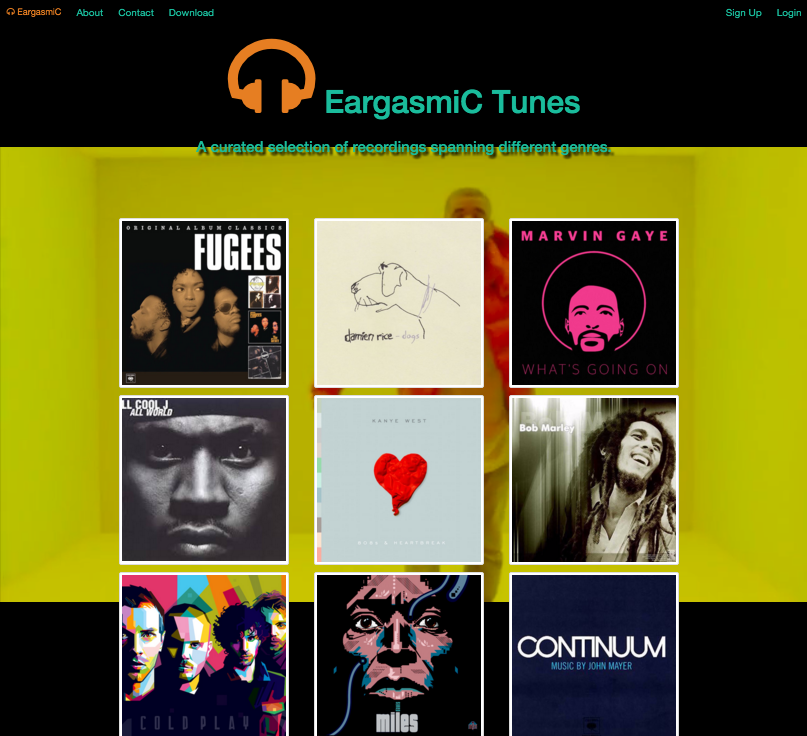 EargasmiC About Contact Download Sign Up Login
EargasmiC Tunes
A curated selection of recordings spanning different genres.
ORIGINAL ALBUM CLASSICS
FUGEES
damien rice - dogs
MARVIN GAYE
WHAT'S GOING ON
LL COOL J
ALL WORLD
KANYE WEST
808s & HEARTBREAK
Bob Marley
COLDPLAY
miles
CONTINUUM
MUSIC BY JOHN MAYER